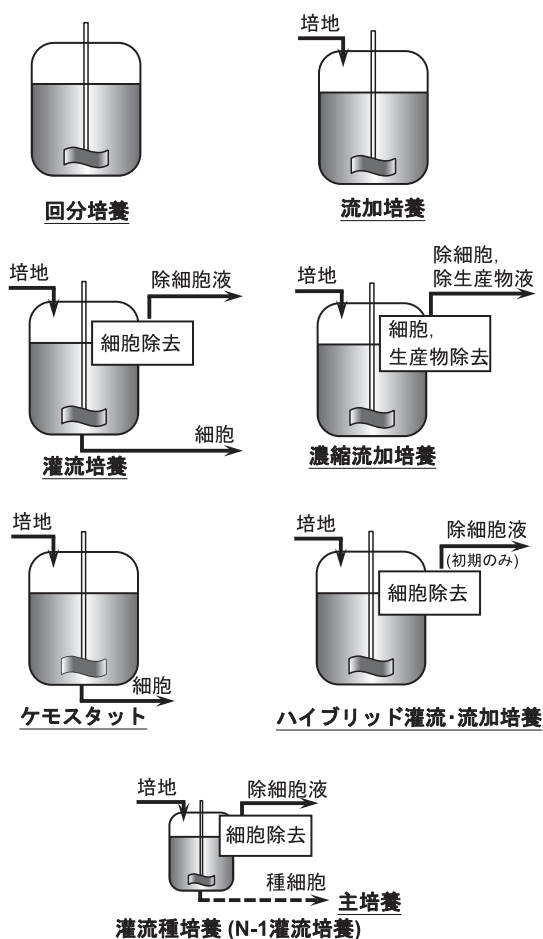 回分培養
培地
流加培養
培地
除細胞液
細胞除去
細胞
灌流培養
培地
除細胞,
除生産物液
細胞,
生産物除去
濃縮流加培養
培地
細胞
ケモスタット
培地
除細胞液
(初期のみ)
細胞除去
ハイブリッド灌流・流加培養
培地
除細胞液
細胞除去
種細胞
主培養
灌流種培養 (N-1灌流培養)